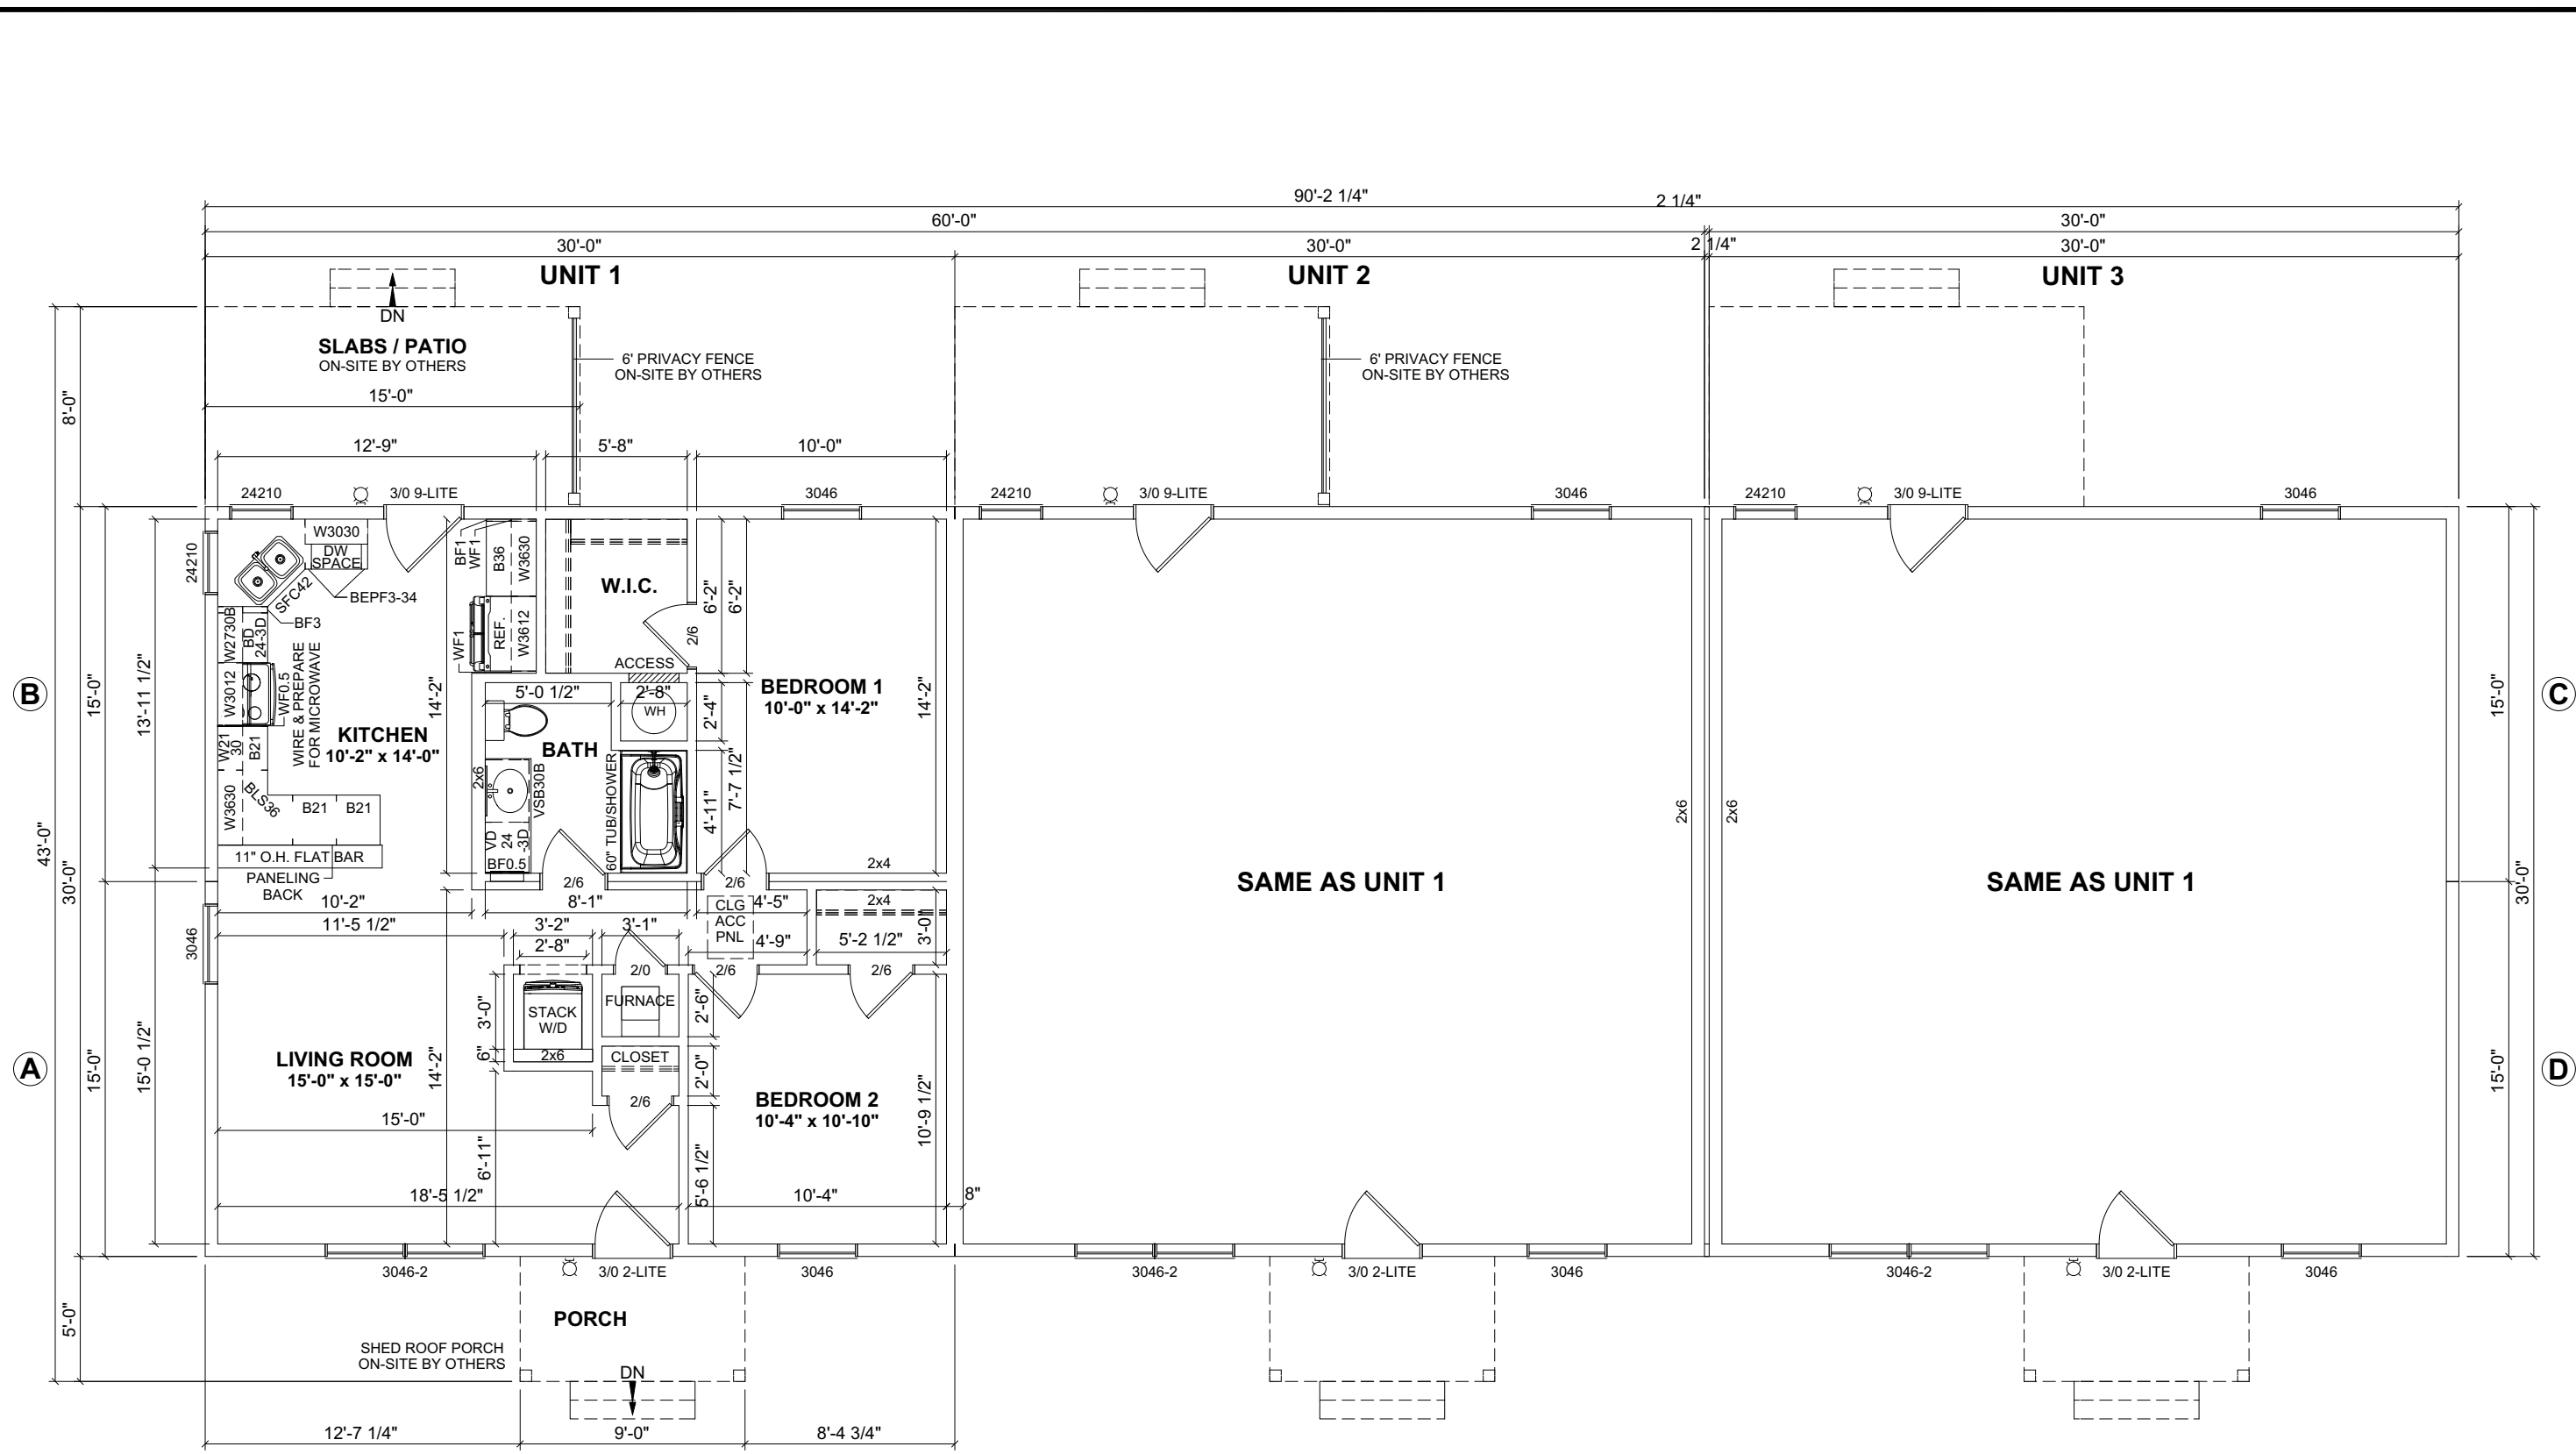 90'-2 1/4"
2 1/4"
60'-0"
30'-0"
30'-0"
30'-0"
2 1/4"
30'-0"
UNIT 1
UNIT 2
UNIT 3
DN
SLABS / PATIO
ON-SITE BY OTHERS
15'-0"
6' PRIVACY FENCE
ON-SITE BY OTHERS
6' PRIVACY FENCE
ON-SITE BY OTHERS
8'-0"
12'-9"
5'-8"
10'-0"
24210
3/0 9-LITE
3046
24210
3/0 9-LITE
3046
24210
3/0 9-LITE
3046
24210
W3030
DW
SPACE
SFC42
BEPF3-34
BF3
BF1
WF1
B36
W3630
WF1
REF.
W3612
W.I.C.
ACCESS
2/6
6'-2"
6'-2"
W2730B
BD
24-3D
W3012
WF0.5
WIRE & PREPARE
FOR MICROWAVE
W21
30
B21
W3630
BLS36
B21
B21
11" O.H. FLAT BAR
PANELING
BACK
KITCHEN
10'-2" x 14'-0"
14'-2"
5'-0 1/2"
2'-8"
WH
2'-4"
BATH
2x6
VSB30B
VD
24
-3D
BF0.5
60" TUB/SHOWER
4'-11"
7'-7 1/2"
BEDROOM 1
10'-0" x 14'-2"
14'-2"
B
15'-0"
13'-11 1/2"
43'-0"
30'-0"
C
15'-0"
30'-0"
2x6
2x6
SAME AS UNIT 1
SAME AS UNIT 1
2/6
2/6
2x4
10'-2"
8'-1"
CLG
ACC
PNL
4'-5"
2x4
11'-5 1/2"
3'-2"
3'-1"
3'-0"
2'-8"
4'-9"
5'-2 1/2"
3046
2/0
2/6
2/6
STACK
W/D
FURNACE
2'-6"
3'-0"
6"
2x6
CLOSET
2'-0"
2/6
LIVING ROOM
15'-0" x 15'-0"
14'-2"
15'-0"
BEDROOM 2
10'-4" x 10'-10"
10'-9 1/2"
A
15'-0"
15'-0 1/2"
D
15'-0"
6'-11"
5'-6 1/2"
18'-5 1/2"
10'-4"
8"
3046-2
3/0 2-LITE
3046
3046-2
3/0 2-LITE
3046
3046-2
3/0 2-LITE
3046
5'-0"
PORCH
SHED ROOF PORCH
ON-SITE BY OTHERS
DN
12'-7 1/4"
9'-0"
8'-4 3/4"